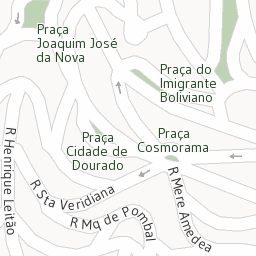 Praça
Joaquim José
da Nova
Praça do
Imigrante
Boliviano
Praça
Cidade de
Dourado
Praça
Cosmorama
R Henrique Leitão
R Sta Veridiana
R Mq de Pombal
R Mere Amedea